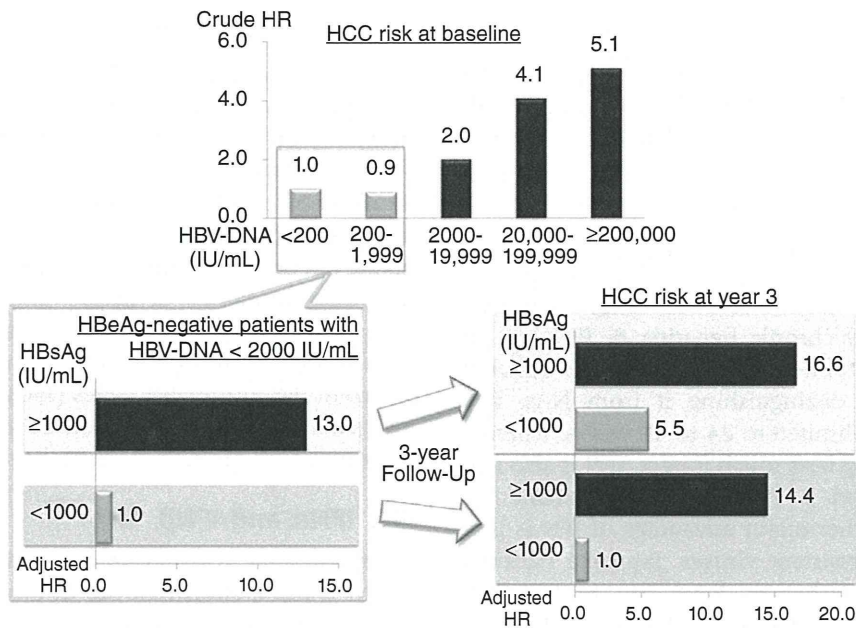 Crude HR
HCC risk at baseline
6.0
4.0
2.0
0.0
1.0
0.9
2.0
4.1
5.1
HBV-DNA
(IU/mL)
<200
200-
1,999
2000-
19,999
20,000-
199,999
≥200,000
HBeAg-negative patients with
HBV-DNA < 2000 IU/mL
HBsAg
(IU/mL)
≥1000
13.0
<1000
1.0
Adjusted
HR
0.0 5.0 10.0 15.0
3-year
Follow-Up
HCC risk at year 3
HBsAg
(IU/mL)
≥1000
16.6
<1000
5.5
≥1000
14.4
<1000
1.0
Adjusted
HR
0.0 5.0 10.0 15.0 20.0